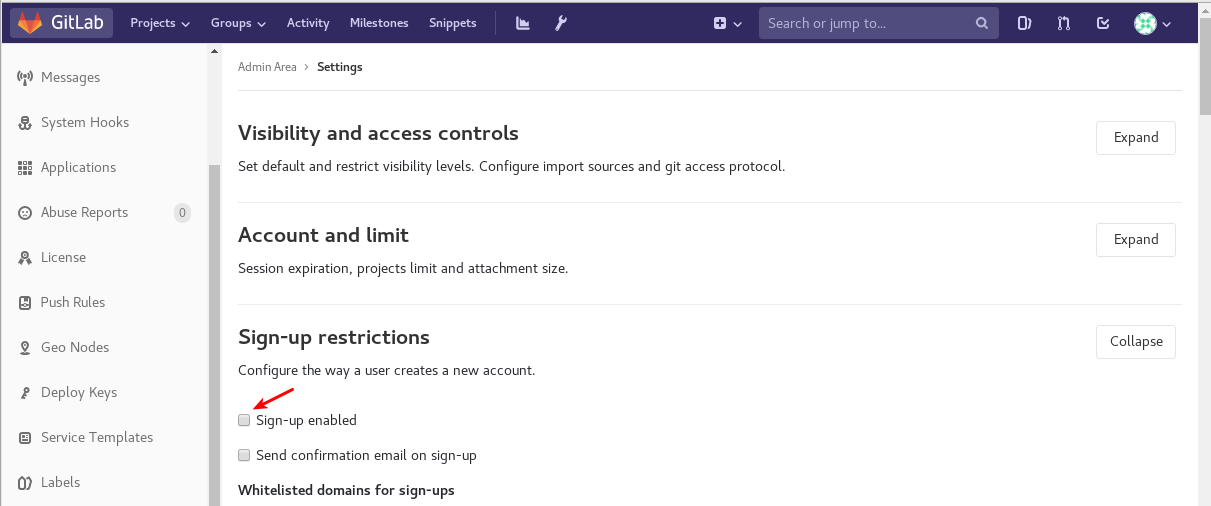 GitLab Projects Groups Activity Milestones Snippets Search or jump to...
Messages
System Hooks
Applications
Abuse Reports 0
License
Push Rules
Geo Nodes
Deploy Keys
Service Templates
Labels
Admin Area › Settings
Visibility and access controls
Expand
Set default and restrict visibility levels. Configure import sources and git access protocol.
Account and limit
Expand
Session expiration, projects limit and attachment size.
Sign-up restrictions
Collapse
Configure the way a user creates a new account.
Sign-up enabled
Send confirmation email on sign-up
Whitelisted domains for sign-ups